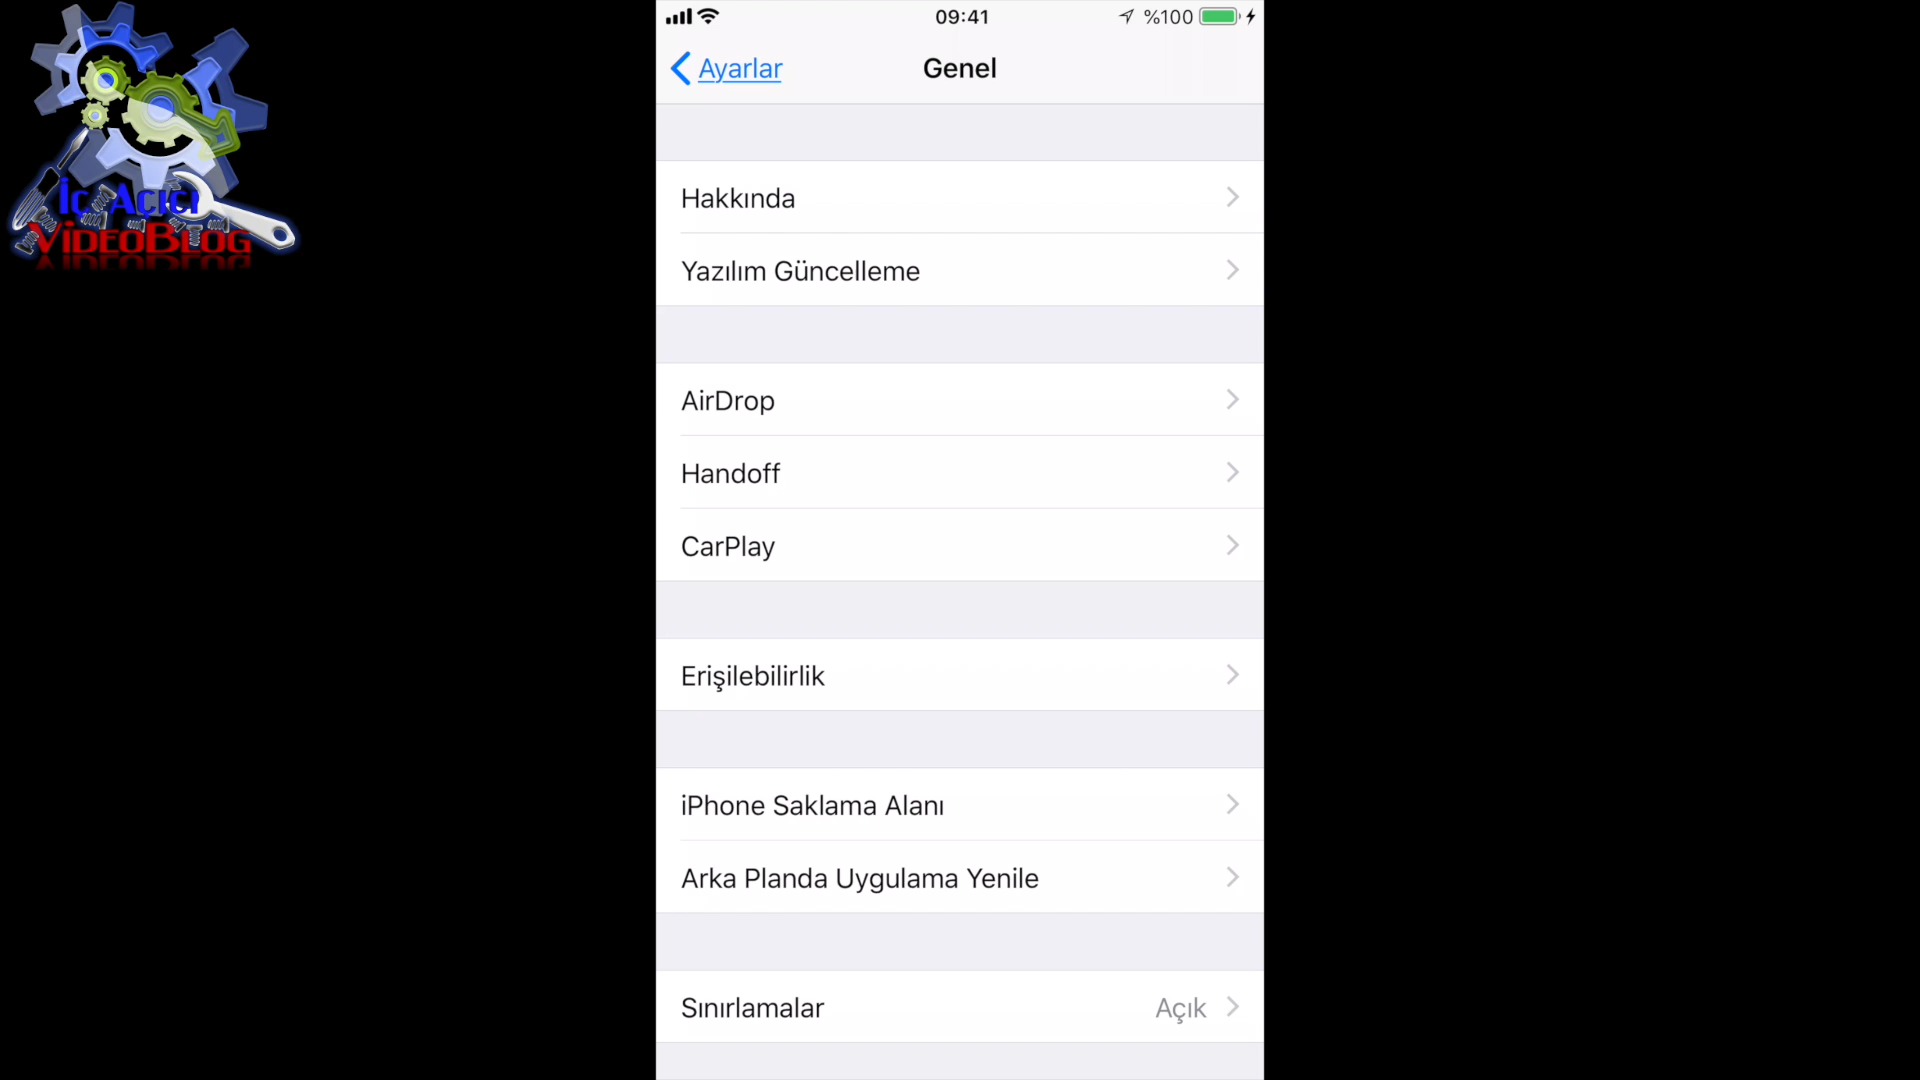 09:41
%100
Ayarlar
Genel
Hakkında
Yazılım Güncelleme
AirDrop
Handoff
CarPlay
Erişilebilirlik
iPhone Saklama Alanı
Arka Planda Uygulama Yenile
Sınırlamalar
Açık
İç Açıcı
VideoBlog